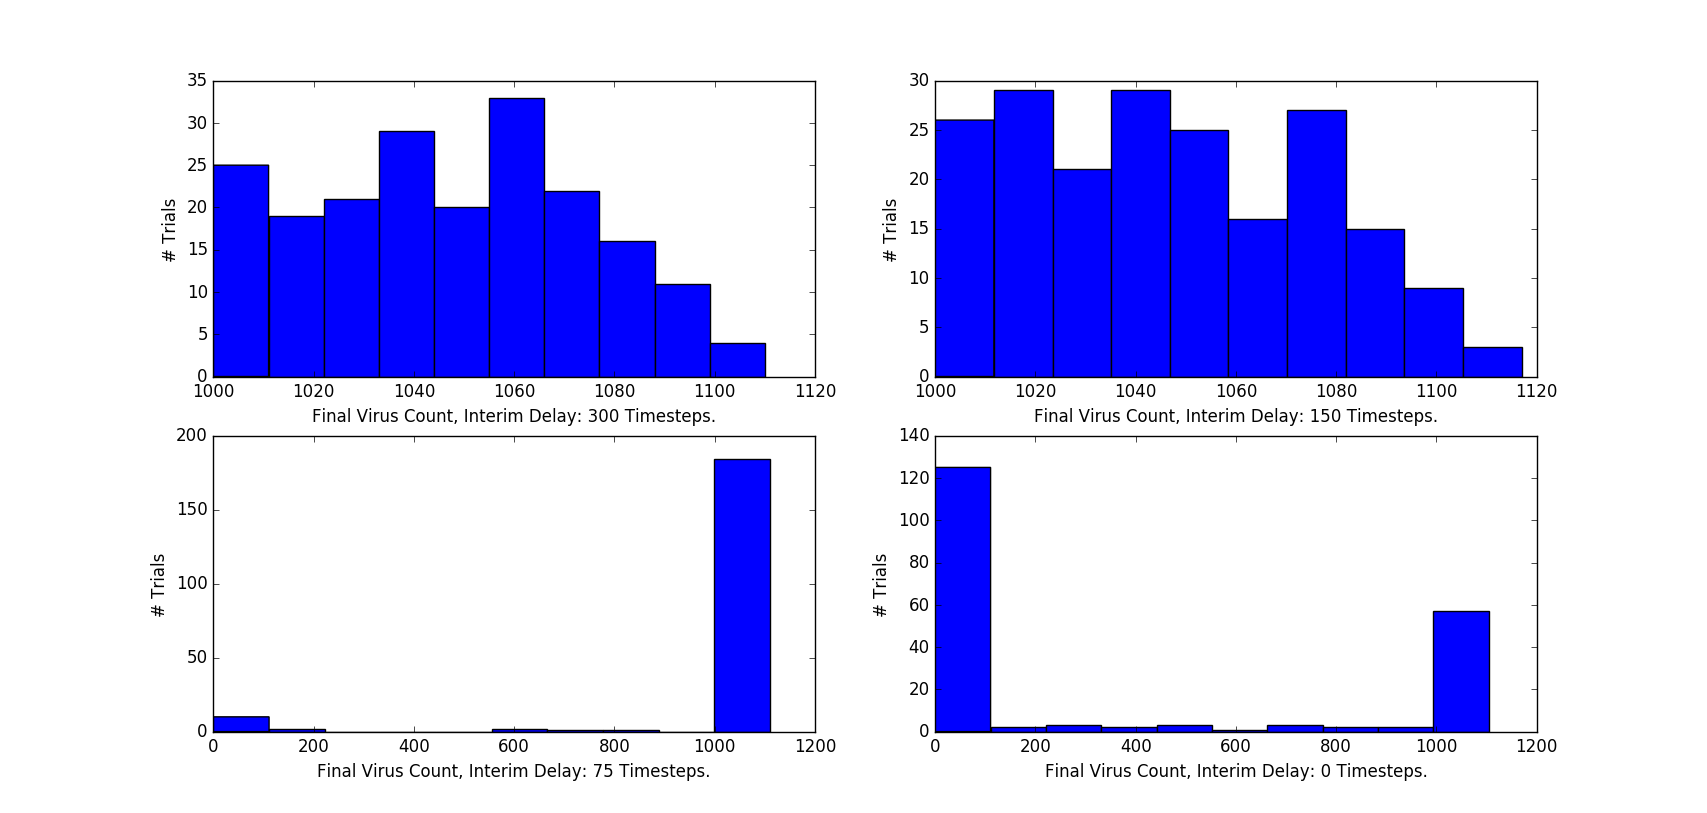 35
30
25
20
15
10
5
0
# Trials
1000 1020 1040 1060 1080 1100 1120
Final Virus Count, Interim Delay: 300 Timesteps.
30
25
20
15
10
5
0
# Trials
1000 1020 1040 1060 1080 1100 1120
Final Virus Count, Interim Delay: 150 Timesteps.
200
150
100
50
0
# Trials
0 200 400 600 800 1000 1200
Final Virus Count, Interim Delay: 75 Timesteps.
140
120
100
80
60
40
20
0
# Trials
0 200 400 600 800 1000 1200
Final Virus Count, Interim Delay: 0 Timesteps.